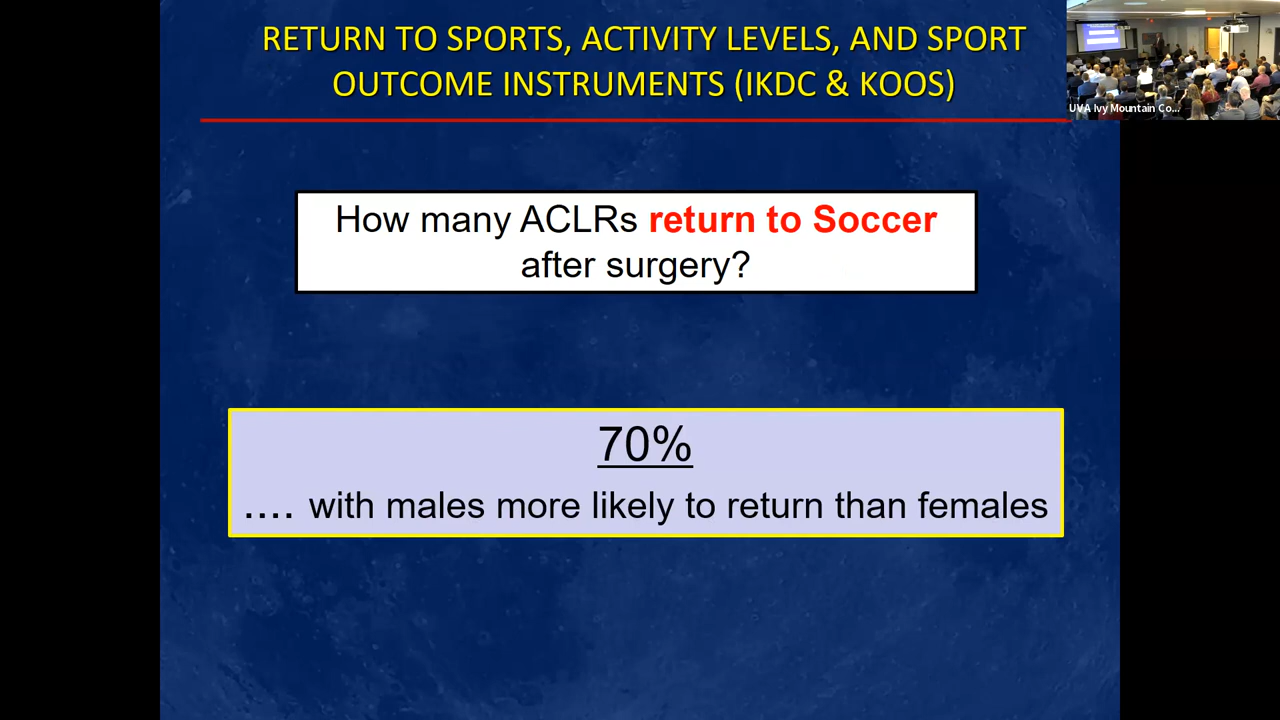 RETURN TO SPORTS, ACTIVITY LEVELS, AND SPORT
OUTCOME INSTRUMENTS (IKDC & KOOS)
UVA Ivy Mountain Co...
How many ACLRs return to Soccer
after surgery?
70%
.... with males more likely to return than females